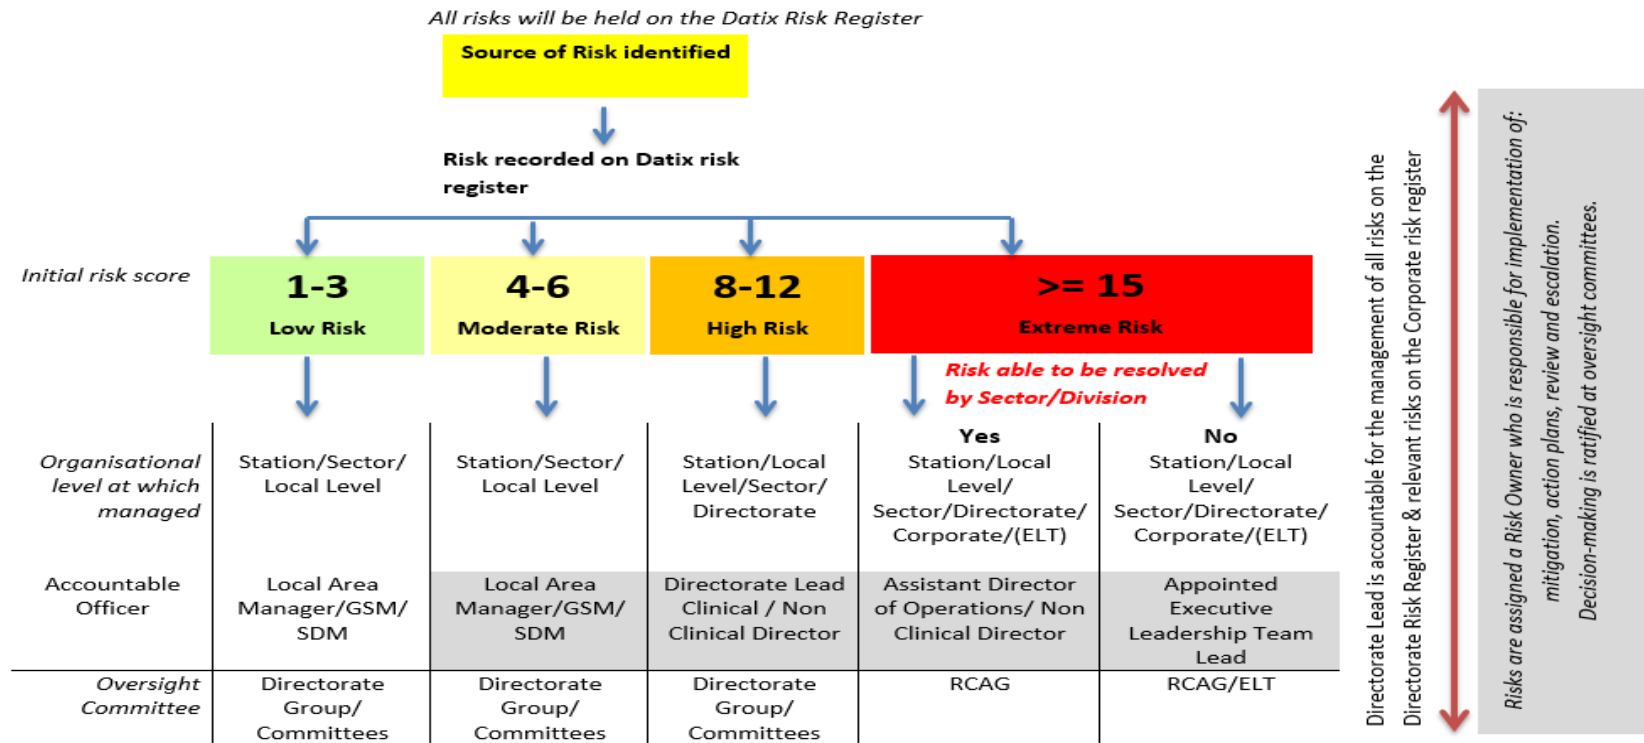 All risks will be held on the Datix Risk Register
Source of Risk identified
Risk recorded on Datix risk
register
Initial risk score
1-3
Low Risk
4-6
Moderate Risk
8-12
High Risk
>= 15
Extreme Risk
Risk able to be resolved
by Sector/Division
Yes
No
Organisational
level at which
managed
Station/Sector/
Local Level
Station/Sector/
Local Level
Station/Local
Level/Sector/
Directorate
Station/Local
Level/
Sector/Directorate/
Corporate/(ELT)
Station/Local
Level/
Sector/Directorate/
Corporate/(ELT)
Accountable
Officer
Local Area
Manager/GSM/
SDM
Local Area
Manager/GSM/
SDM
Directorate Lead
Clinical / Non
Clinical Director
Assistant Director
of Operations/ Non
Clinical Director
Appointed
Executive
Leadership Team
Lead
Oversight
Committee
Directorate
Group/
Committees
Directorate
Group/
Committees
Directorate
Group/
Committees
RCAG
RCAG/ELT
Directorate Lead is accountable for the management of all risks on the
Directorate Risk Register & relevant risks on the Corporate risk register
Risks are assigned a Risk Owner who is responsible for implementation of:
mitigation, action plans, review and escalation.
Decision-making is ratified at oversight committees.